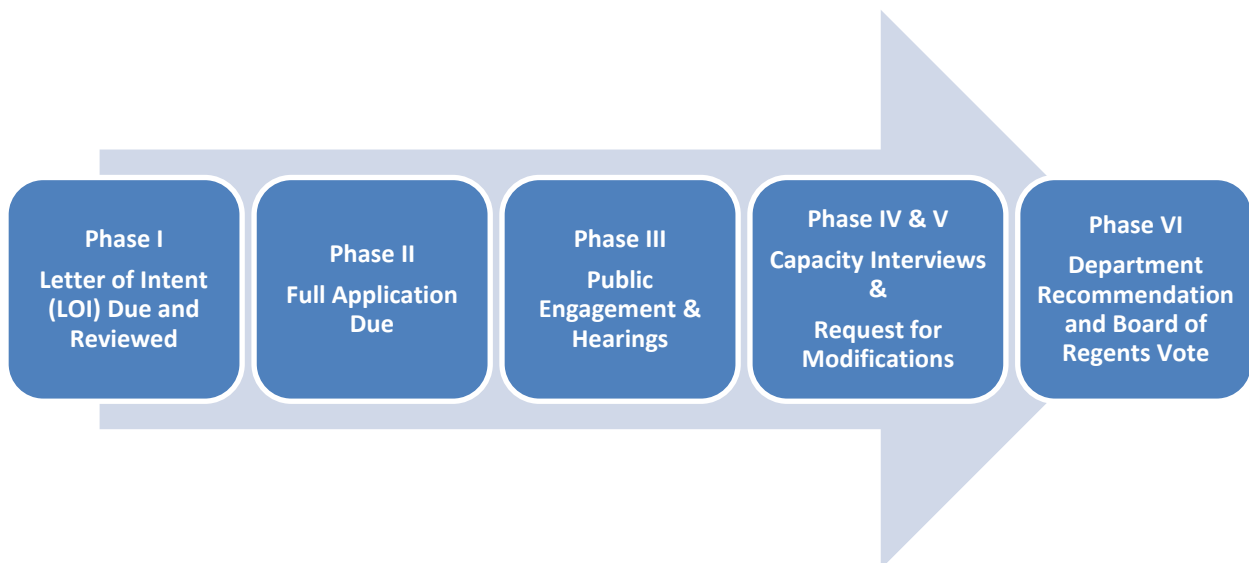 Phase I
Letter of Intent
(LOI) Due and
Reviewed
Phase II
Full Application
Due
Phase III
Public
Engagement &
Hearings
Phase IV & V
Capacity Interviews
&
Request for
Modifications
Phase VI
Department
Recommendation
and Board of
Regents Vote